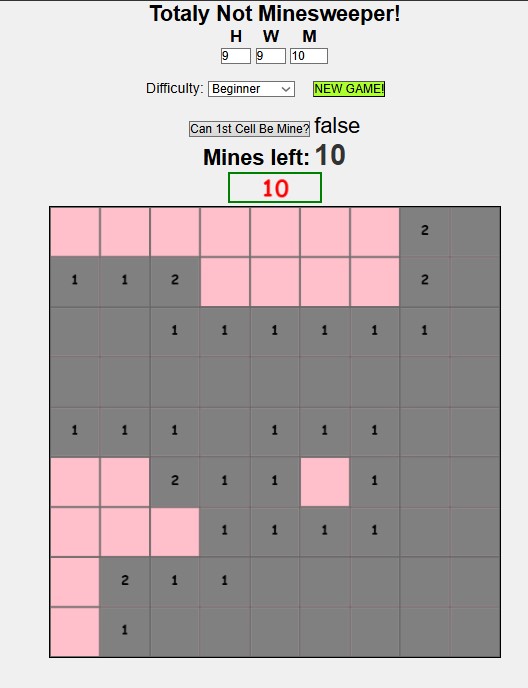 Totaly Not Minesweeper!
H W M
9 9 10
Difficulty: Beginner NEW GAME!
Can 1st Cell Be Mine? false
Mines left: 10
10
2
1 1 2 2
1 1 1 1 1 1
1 1 1 1 1 1
2 1 1 1
1 1 1 1
2 1 1
1